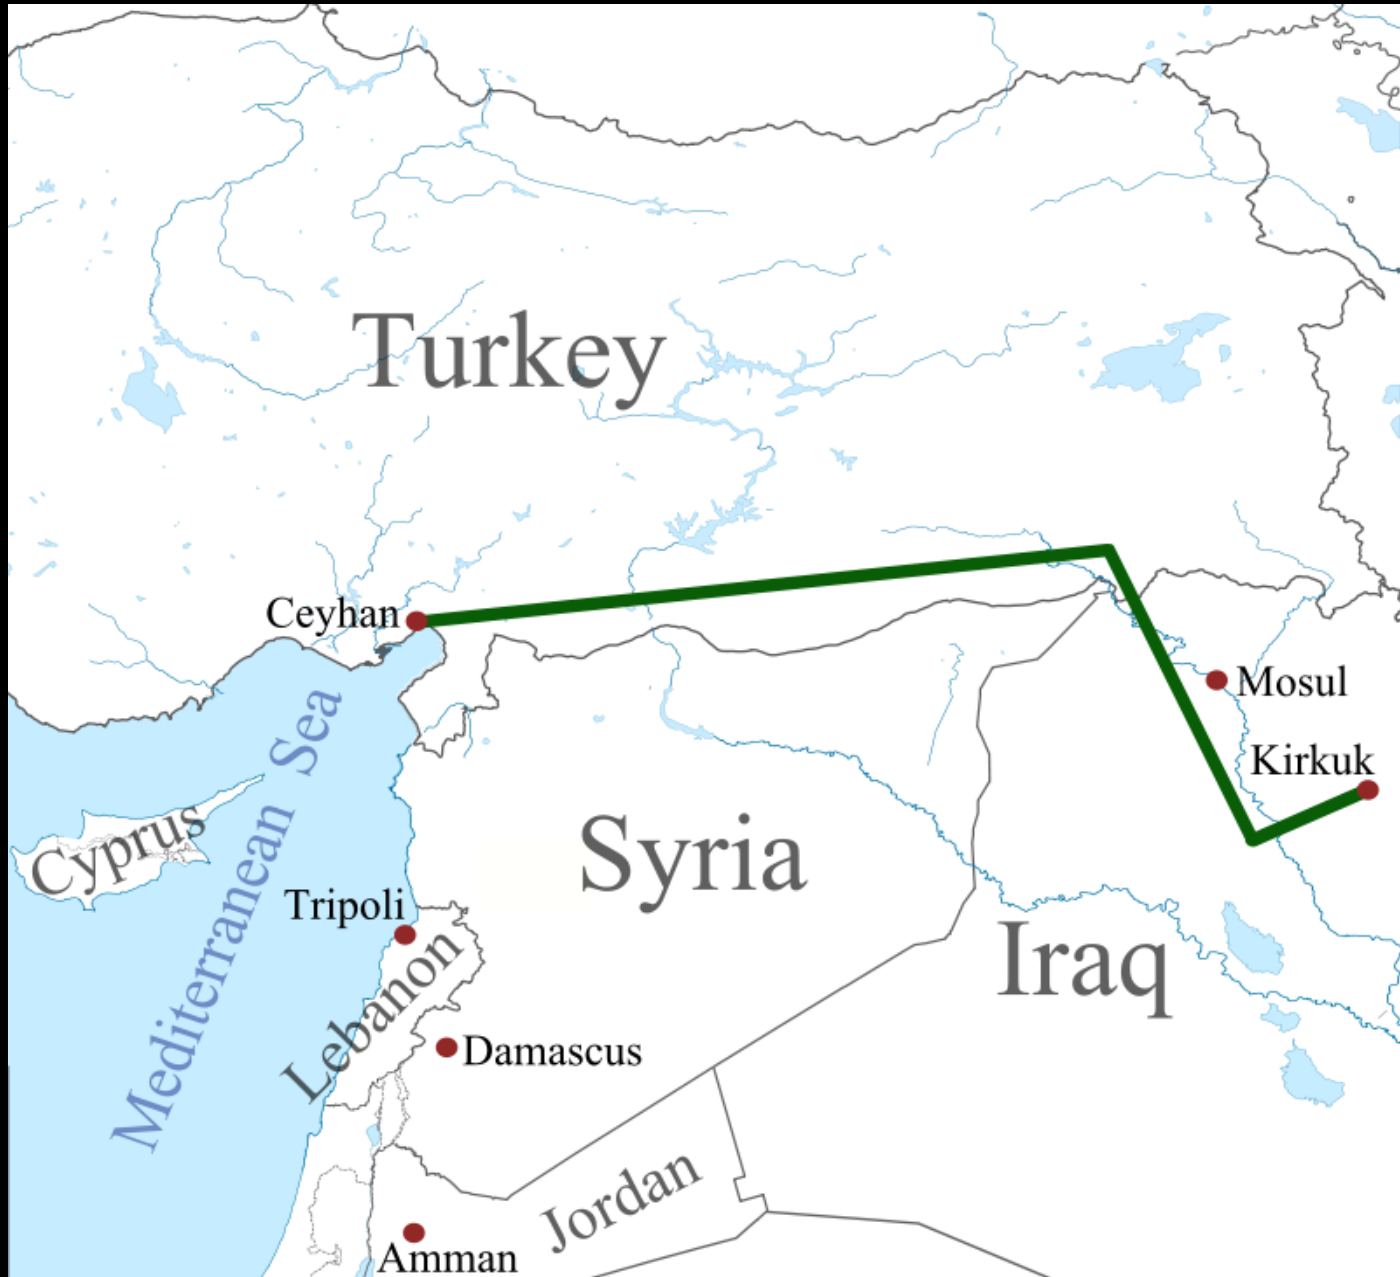 Turkey
Ceyhan
Mosul
Mediterranean Sea
Kirkuk
Cyprus
Syria
Tripoli
Iraq
Lebanon
Damascus
Jordan
Amman